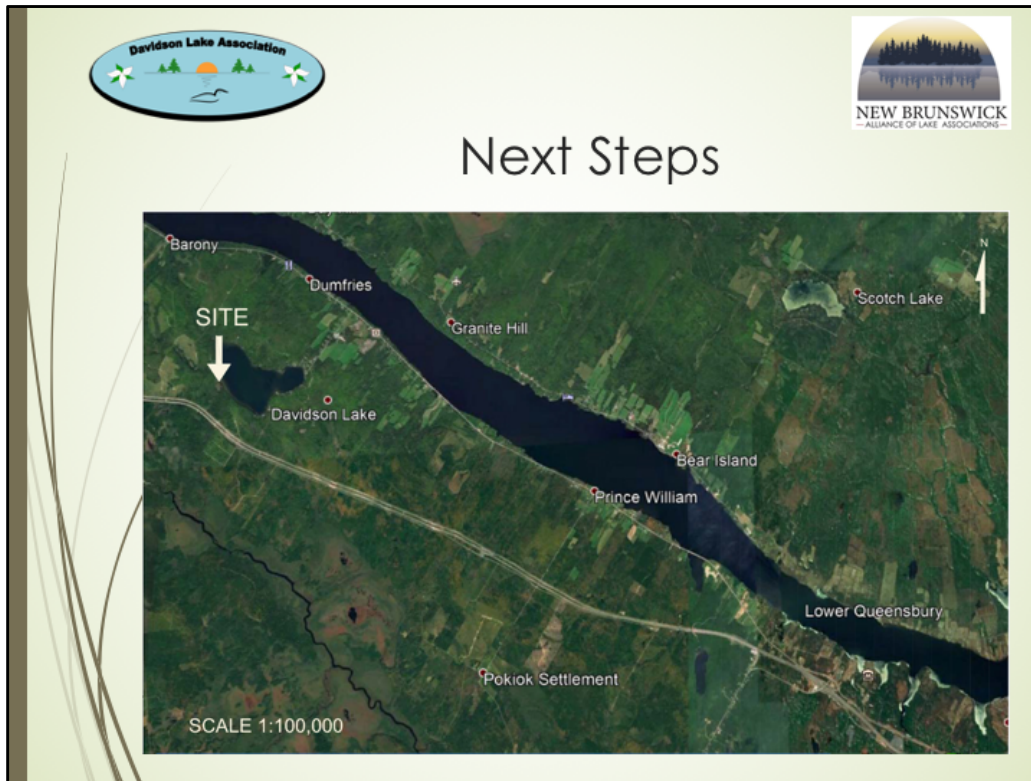 Davidson Lake Association
NEW BRUNSWICK
ALLIANCE OF LAKE ASSOCIATIONS
Next Steps
Barony
N
Dumfries
Scotch Lake
SITE
Granite Hill
Davidson Lake
Bear Island
Prince William
Lower Queensbury
Pokiok Settlement
SCALE 1:100,000